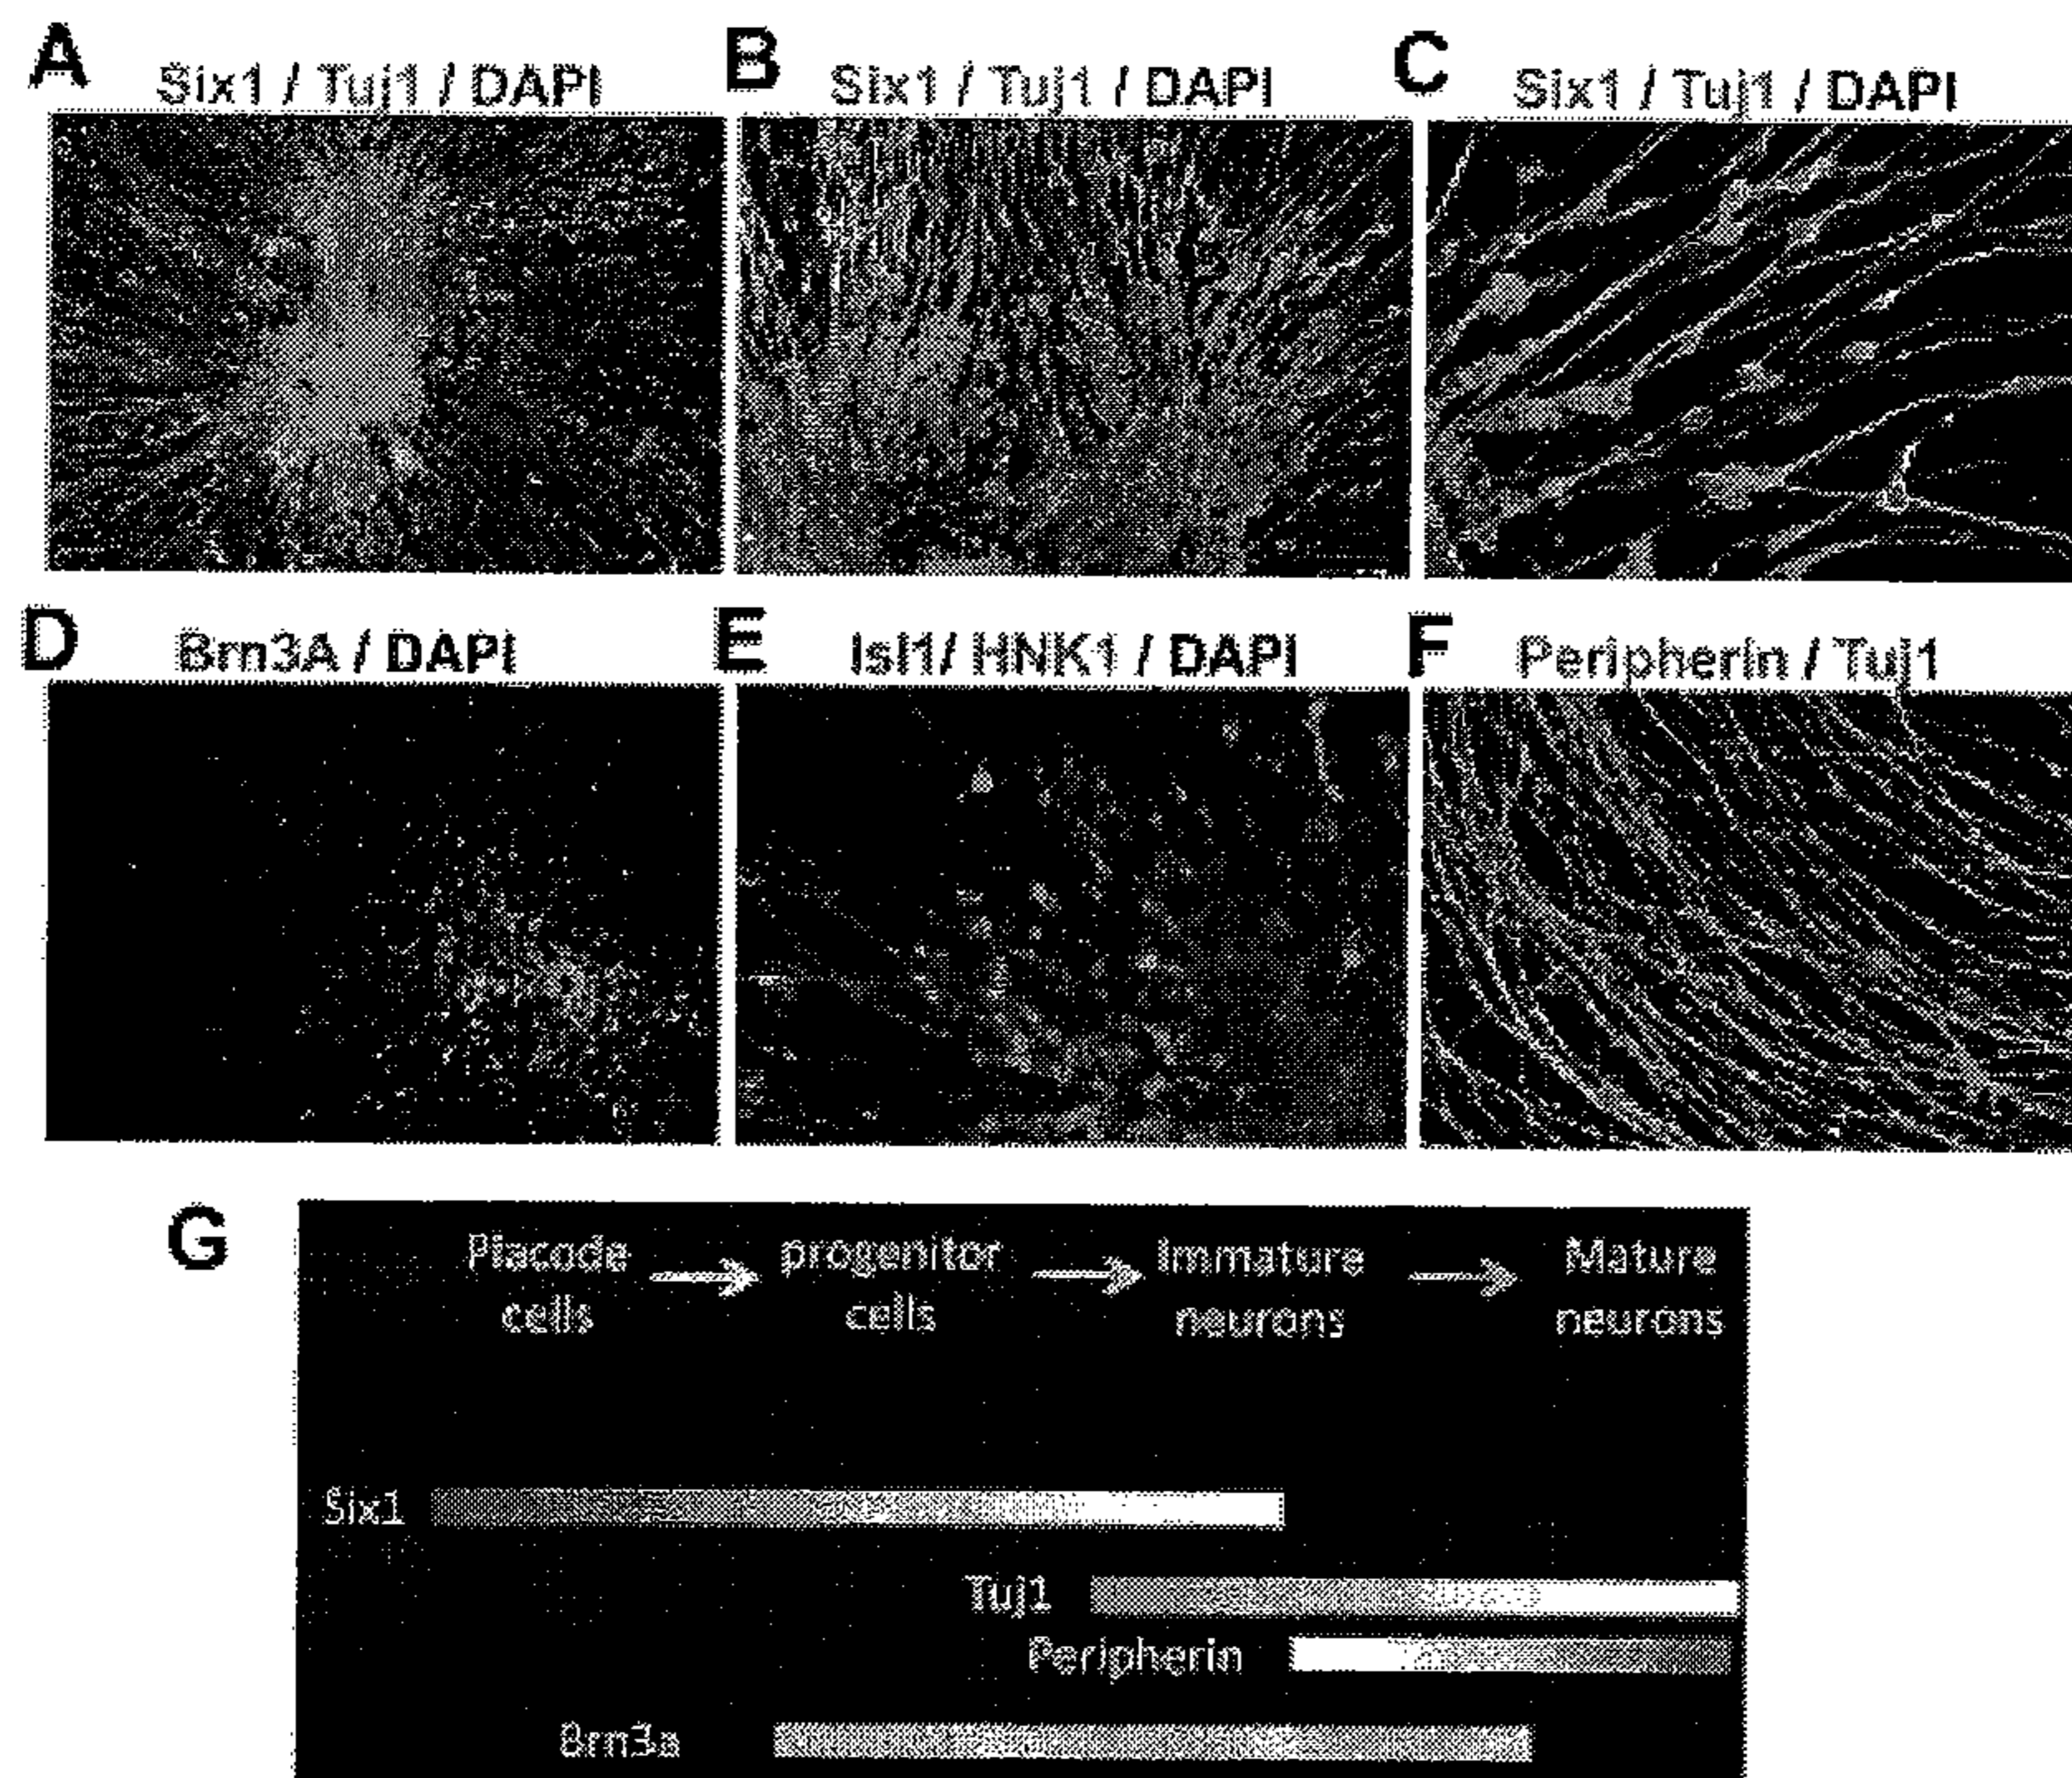 A
Six1 / Tuj1 / DAPI
B
Six1 / Tuj1 / DAPI
C
Six1 / Tuj1 / DAPI
D
Brn3A / DAPI
E
Isl1/ HNK1 / DAPI
F
Peripherin / Tuj1
G
Placode
cells
progenitor
cells
Immature
neurons
Mature
neurons
Six1
Tuj1
Peripherin
Brn3a